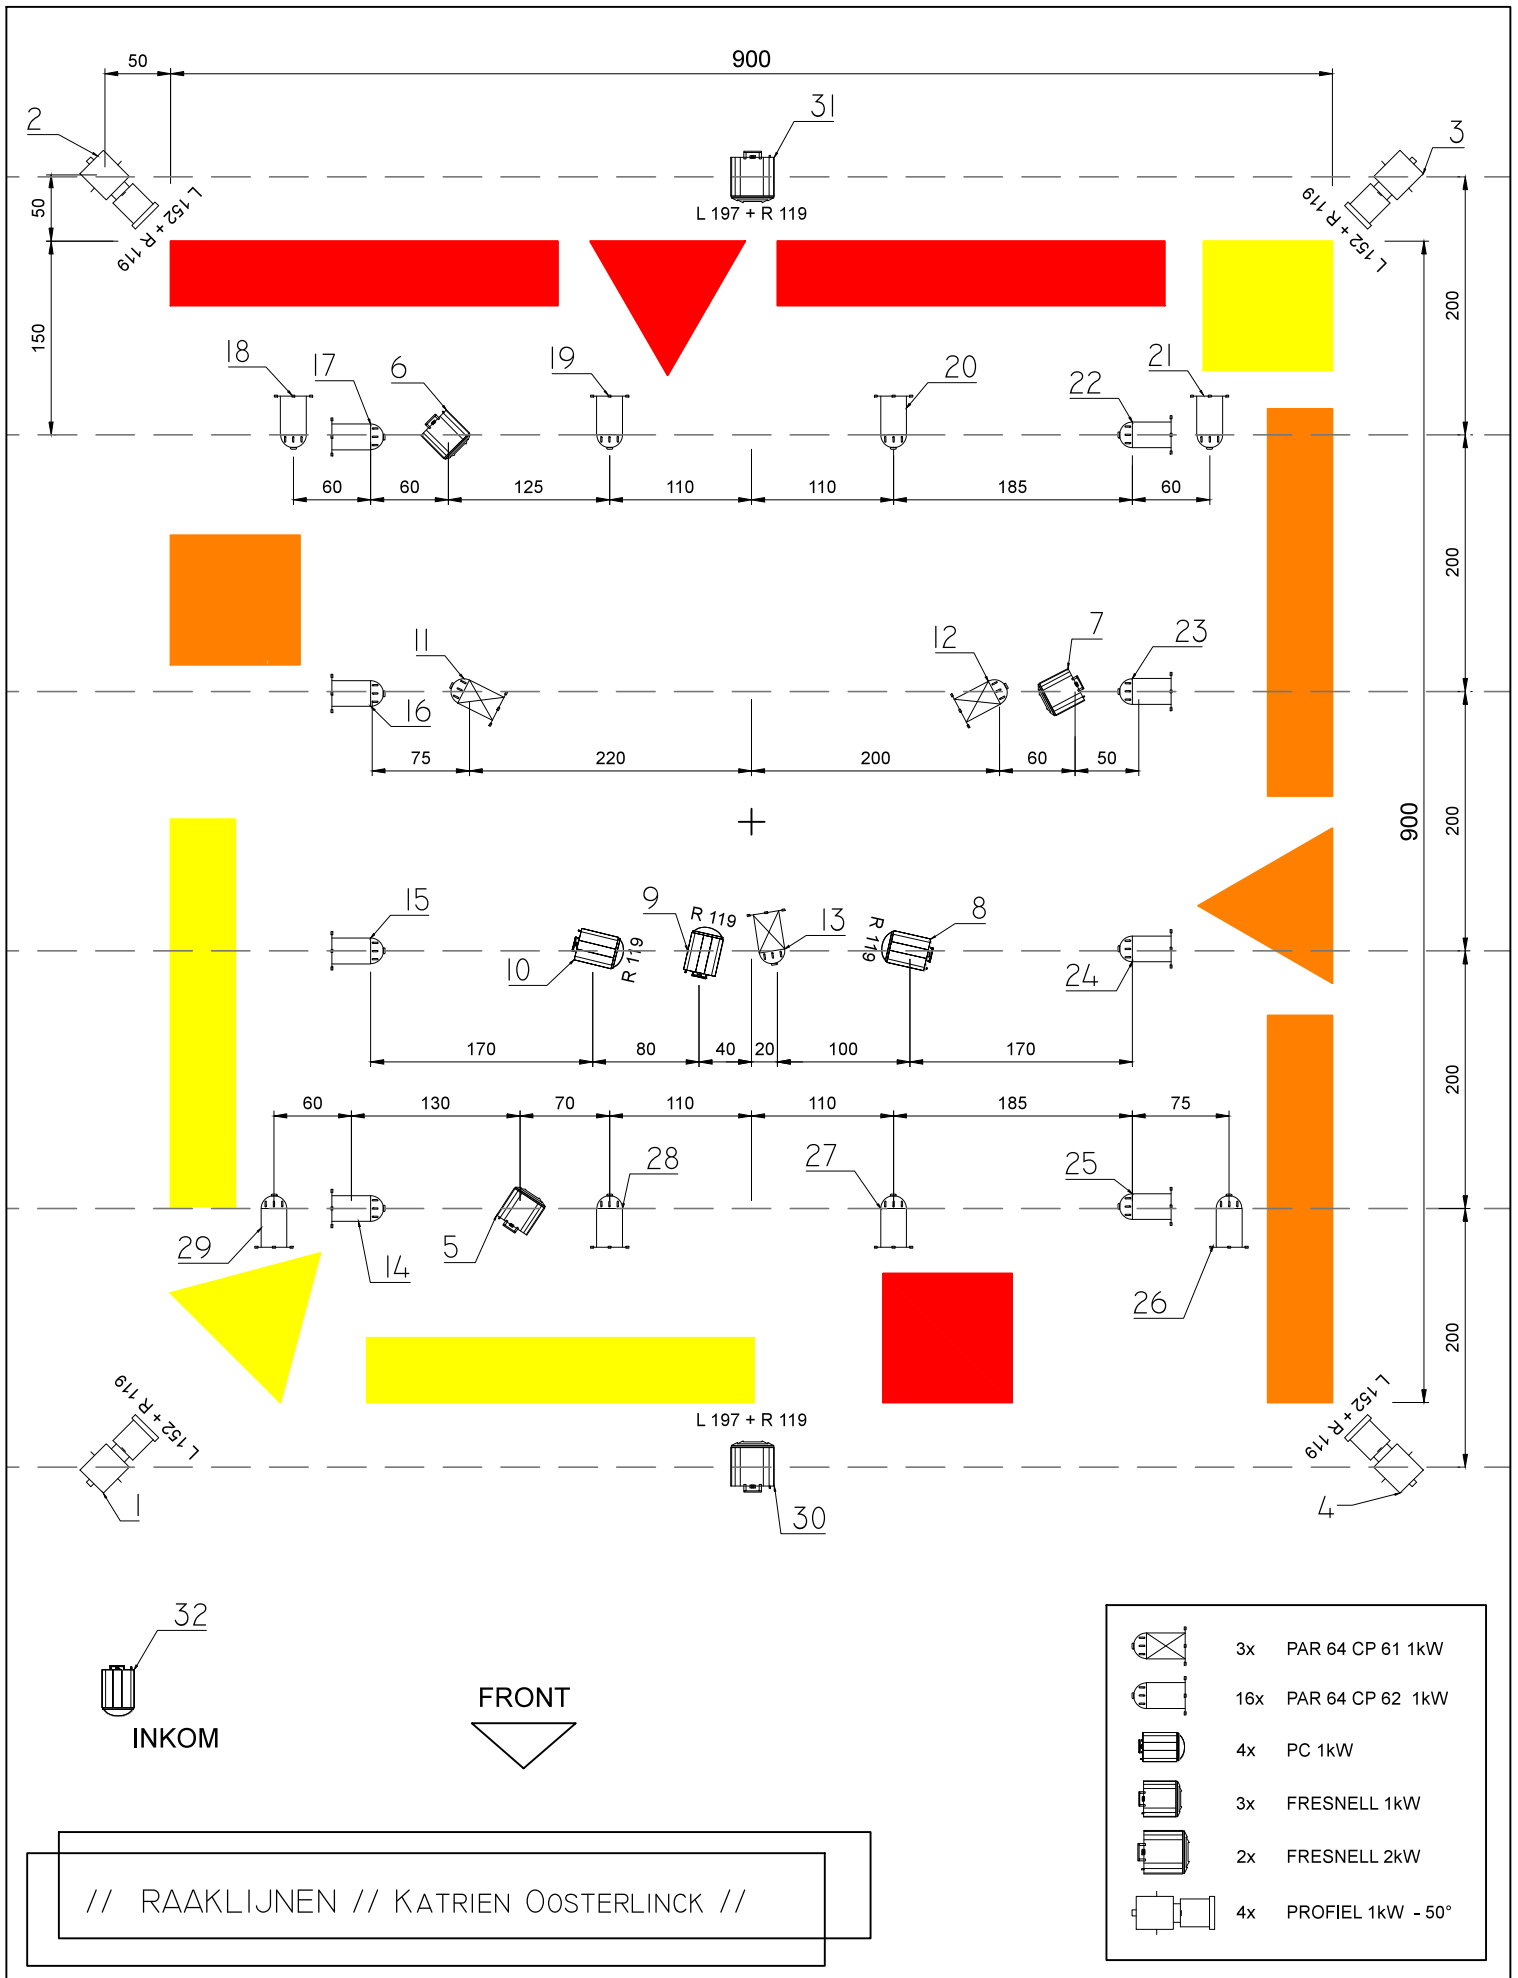 50 900
2 31 3
L 152 + R 119
L 197 + R 119
L 152 + R 119
50
150
200
18 17 6 19 20 22 21
60 60 125 110 110 185 60
200
11 12 7 23
16
75 220 200 60 50
900
200
15 9 R 119 13 R 119 8
10 R 119 24
170 80 40 20 100 170
200
60 130 70 110 110 185 75
28 27 25
29 14 5 26
200
L 152 + R 119
L 197 + R 119
L 152 + R 119
1 30 4
32
INKOM
FRONT
3x PAR 64 CP 61 1kW
16x PAR 64 CP 62 1kW
4x PC 1kW
3x FRESNELL 1kW
2x FRESNELL 2kW
4x PROFIEL 1kW - 50°
// RAAKLIJNEN // KATRIEN OOSTERLINCK //